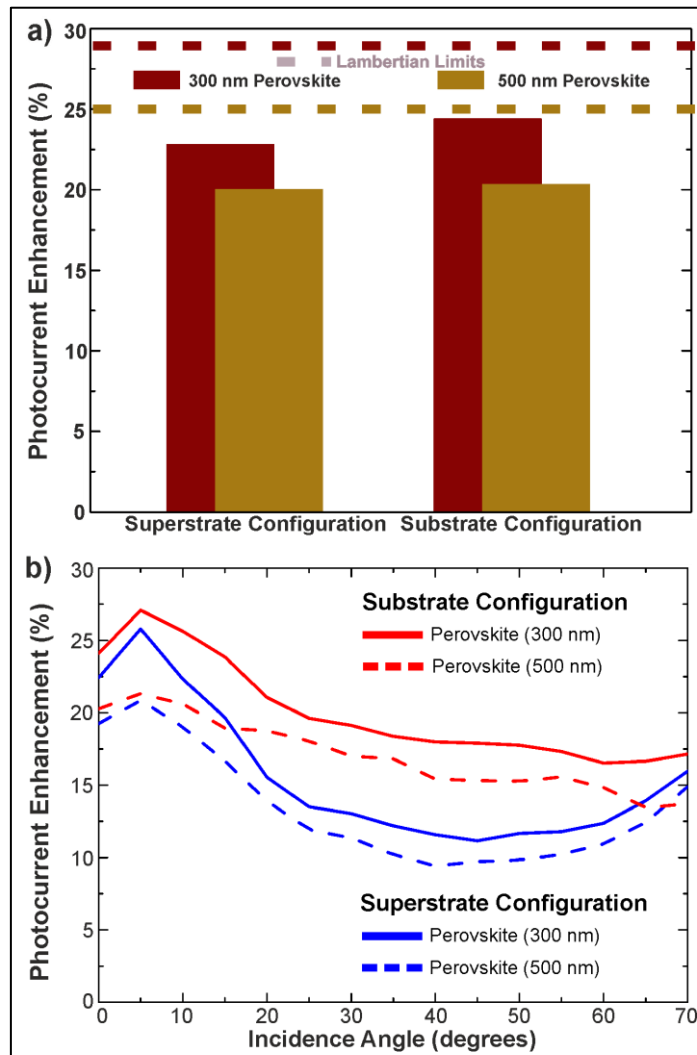 a)
30
25
20
15
10
5
0
Photocurrent Enhancement (%)
Lambertian Limits
300 nm Perovskite
500 nm Perovskite
Superstrate Configuration
Substrate Configuration
b)
30
25
20
15
10
5
0
Photocurrent Enhancement (%)
Substrate Configuration
Perovskite (300 nm)
Perovskite (500 nm)
Superstrate Configuration
Perovskite (300 nm)
Perovskite (500 nm)
0 10 20 30 40 50 60 70
Incidence Angle (degrees)